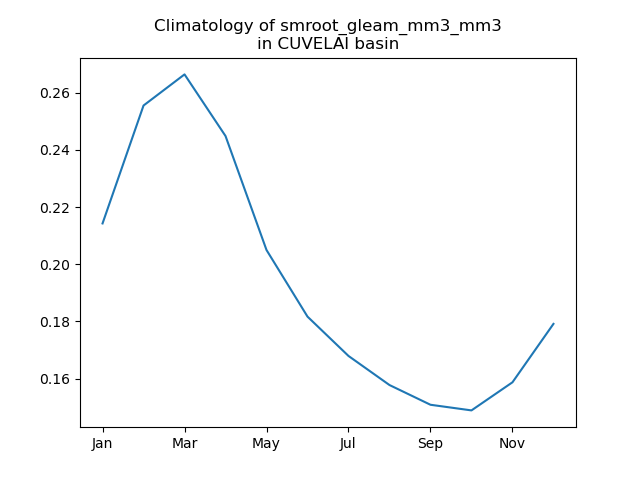 Climatology of smroot_gleam_mm3_mm3
in CUVELAI basin
0.26
0.24
0.22
0.20
0.18
0.16
Jan Mar May Jul Sep Nov